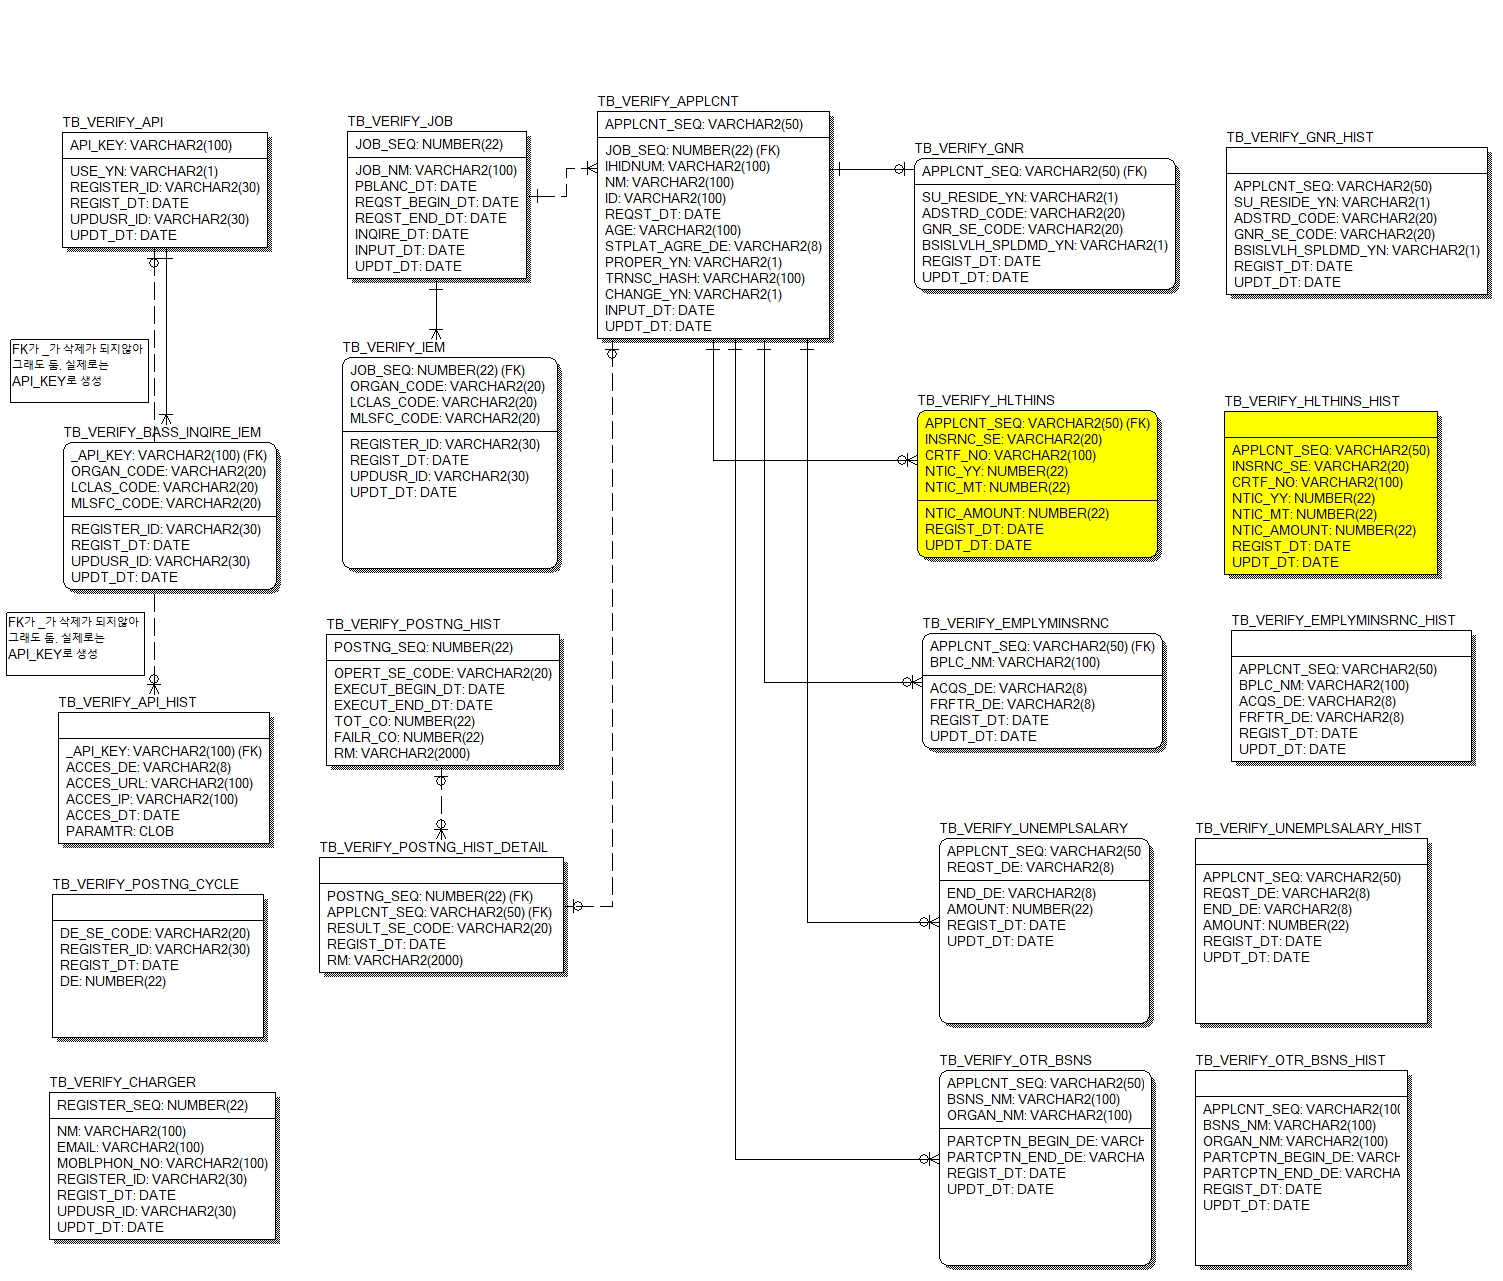 TB_VERIFY_API
API_KEY: VARCHAR2(100)
USE_YN: VARCHAR2(1)
REGISTER_ID: VARCHAR2(30)
REGIST_DT: DATE
UPDUSR_ID: VARCHAR2(30)
UPDT_DT: DATE
FK가 _가 삭제가 되지않아
그래도 둠. 실제로는
API_KEY로 생성
TB_VERIFY_BASS_INQIRE_IEM
_API_KEY: VARCHAR2(100) (FK)
ORGAN_CODE: VARCHAR2(20)
LCLAS_CODE: VARCHAR2(20)
MLSFC_CODE: VARCHAR2(20)
REGISTER_ID: VARCHAR2(30)
REGIST_DT: DATE
UPDUSR_ID: VARCHAR2(30)
UPDT_DT: DATE
FK가 _가 삭제가 되지않아
그래도 둠. 실제로는
API_KEY로 생성
TB_VERIFY_API_HIST
_API_KEY: VARCHAR2(100) (FK)
ACCES_DE: VARCHAR2(8)
ACCES_URL: VARCHAR2(100)
ACCES_IP: VARCHAR2(100)
ACCES_DT: DATE
PARAMTR: CLOB
TB_VERIFY_POSTNG_CYCLE
DE_SE_CODE: VARCHAR2(20)
REGISTER_ID: VARCHAR2(30)
REGIST_DT: DATE
DE: NUMBER(22)
TB_VERIFY_CHARGER
REGISTER_SEQ: NUMBER(22)
NM: VARCHAR2(100)
EMAIL: VARCHAR2(100)
MOBLPHON_NO: VARCHAR2(100)
REGISTER_ID: VARCHAR2(30)
REGIST_DT: DATE
UPDUSR_ID: VARCHAR2(30)
UPDT_DT: DATE
TB_VERIFY_JOB
JOB_SEQ: NUMBER(22)
JOB_NM: VARCHAR2(100)
PBLANC_DT: DATE
REQST_BEGIN_DT: DATE
REQST_END_DT: DATE
INQIRE_DT: DATE
INPUT_DT: DATE
UPDT_DT: DATE
TB_VERIFY_IEM
JOB_SEQ: NUMBER(22) (FK)
ORGAN_CODE: VARCHAR2(20)
LCLAS_CODE: VARCHAR2(20)
MLSFC_CODE: VARCHAR2(20)
REGISTER_ID: VARCHAR2(30)
REGIST_DT: DATE
UPDUSR_ID: VARCHAR2(30)
UPDT_DT: DATE
TB_VERIFY_POSTNG_HIST
POSTNG_SEQ: NUMBER(22)
OPERT_SE_CODE: VARCHAR2(20)
EXECUT_BEGIN_DT: DATE
EXECUT_END_DT: DATE
TOT_CO: NUMBER(22)
FAILR_CO: NUMBER(22)
RM: VARCHAR2(2000)
TB_VERIFY_POSTNG_HIST_DETAIL
POSTNG_SEQ: NUMBER(22) (FK)
APPLCNT_SEQ: VARCHAR2(50) (FK)
RESULT_SE_CODE: VARCHAR2(20)
REGIST_DT: DATE
RM: VARCHAR2(2000)
TB_VERIFY_APPLCNT
APPLCNT_SEQ: VARCHAR2(50)
JOB_SEQ: NUMBER(22) (FK)
IHIDNUM: VARCHAR2(100)
NM: VARCHAR2(100)
ID: VARCHAR2(100)
REQST_DT: DATE
AGE: VARCHAR2(100)
STPLAT_AGRE_DE: VARCHAR2(8)
PROPER_YN: VARCHAR2(1)
TRNSC_HASH: VARCHAR2(100)
CHANGE_YN: VARCHAR2(1)
INPUT_DT: DATE
UPDT_DT: DATE
TB_VERIFY_GNR
APPLCNT_SEQ: VARCHAR2(50) (FK)
SU_RESIDE_YN: VARCHAR2(1)
ADSTRD_CODE: VARCHAR2(20)
GNR_SE_CODE: VARCHAR2(20)
BSISLVLH_SPLDMD_YN: VARCHAR2(1)
REGIST_DT: DATE
UPDT_DT: DATE
TB_VERIFY_HLTHINS
APPLCNT_SEQ: VARCHAR2(50) (FK)
INSRNC_SE: VARCHAR2(20)
CRTF_NO: VARCHAR2(100)
NTIC_YY: NUMBER(22)
NTIC_MT: NUMBER(22)
NTIC_AMOUNT: NUMBER(22)
REGIST_DT: DATE
UPDT_DT: DATE
TB_VERIFY_EMPLYMINSRNC
APPLCNT_SEQ: VARCHAR2(50) (FK)
BPLC_NM: VARCHAR2(100)
ACQS_DE: VARCHAR2(8)
FRFTR_DE: VARCHAR2(8)
REGIST_DT: DATE
UPDT_DT: DATE
TB_VERIFY_UNEMPLSALARY
APPLCNT_SEQ: VARCHAR2(50)
REQST_DE: VARCHAR2(8)
END_DE: VARCHAR2(8)
AMOUNT: NUMBER(22)
REGIST_DT: DATE
UPDT_DT: DATE
TB_VERIFY_OTR_BSNS
APPLCNT_SEQ: VARCHAR2(50)
BSNS_NM: VARCHAR2(100)
ORGAN_NM: VARCHAR2(100)
PARTCPTN_BEGIN_DE: VARCH
PARTCPTN_END_DE: VARCHA
REGIST_DT: DATE
UPDT_DT: DATE
TB_VERIFY_GNR_HIST
APPLCNT_SEQ: VARCHAR2(50)
SU_RESIDE_YN: VARCHAR2(1)
ADSTRD_CODE: VARCHAR2(20)
GNR_SE_CODE: VARCHAR2(20)
BSISLVLH_SPLDMD_YN: VARCHAR2(1)
REGIST_DT: DATE
UPDT_DT: DATE
TB_VERIFY_HLTHINS_HIST
APPLCNT_SEQ: VARCHAR2(50)
INSRNC_SE: VARCHAR2(20)
CRTF_NO: VARCHAR2(100)
NTIC_YY: NUMBER(22)
NTIC_MT: NUMBER(22)
NTIC_AMOUNT: NUMBER(22)
REGIST_DT: DATE
UPDT_DT: DATE
TB_VERIFY_EMPLYMINSRNC_HIST
APPLCNT_SEQ: VARCHAR2(50)
BPLC_NM: VARCHAR2(100)
ACQS_DE: VARCHAR2(8)
FRFTR_DE: VARCHAR2(8)
REGIST_DT: DATE
UPDT_DT: DATE
TB_VERIFY_UNEMPLSALARY_HIST
APPLCNT_SEQ: VARCHAR2(50)
REQST_DE: VARCHAR2(8)
END_DE: VARCHAR2(8)
AMOUNT: NUMBER(22)
REGIST_DT: DATE
UPDT_DT: DATE
TB_VERIFY_OTR_BSNS_HIST
APPLCNT_SEQ: VARCHAR2(100
BSNS_NM: VARCHAR2(100)
ORGAN_NM: VARCHAR2(100)
PARTCPTN_BEGIN_DE: VARCH
PARTCPTN_END_DE: VARCHA
REGIST_DT: DATE
UPDT_DT: DATE